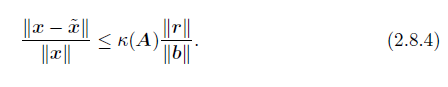 ‖x − x̃‖ / ‖x‖ ≤ κ(A) ‖r‖ / ‖b‖. (2.8.4)